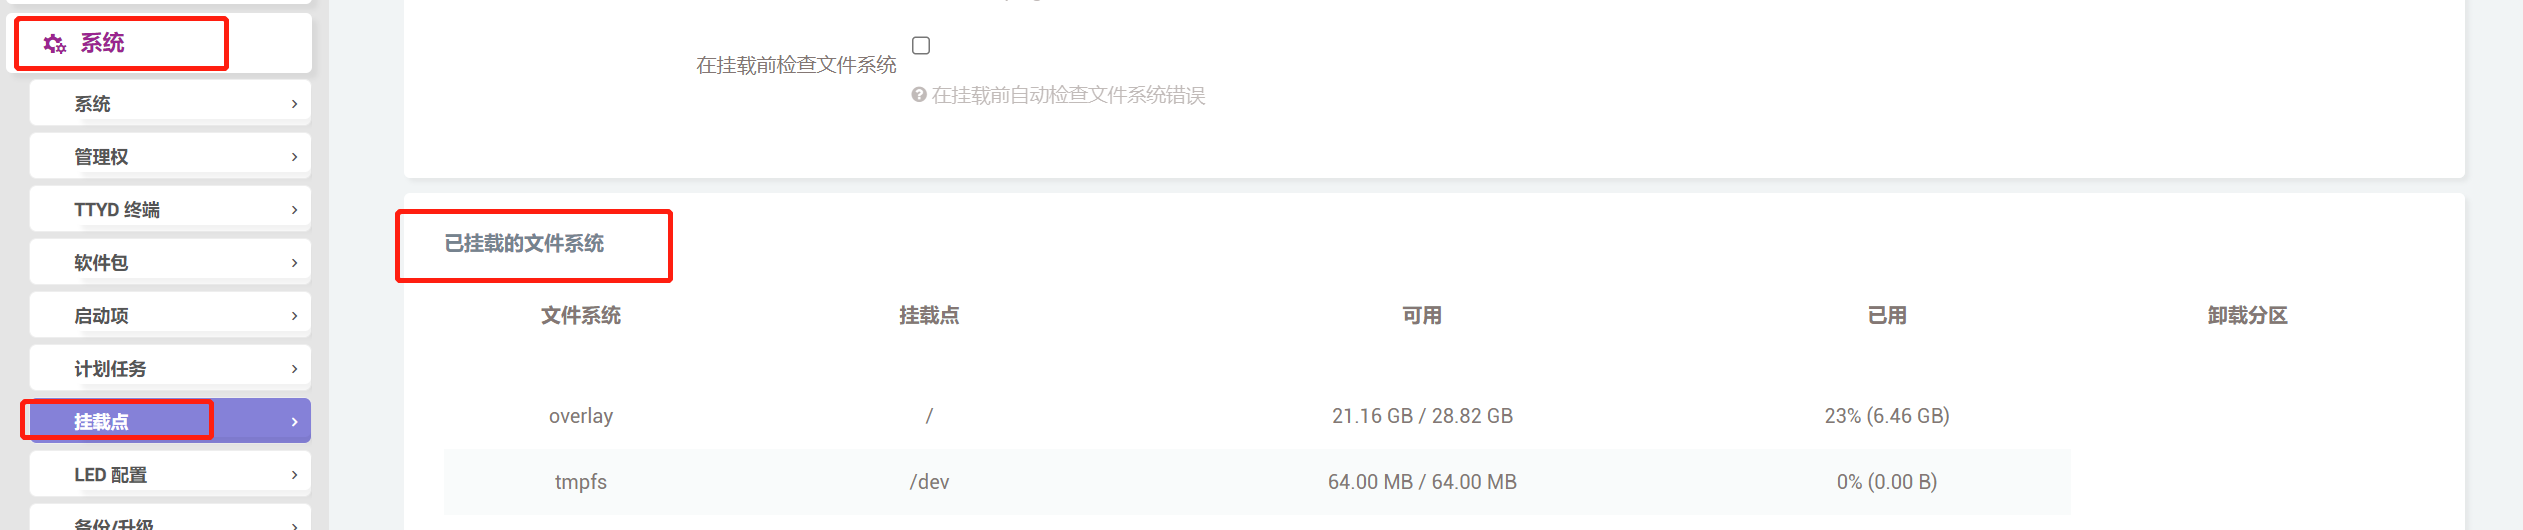 系统
系统
管理权
TTYD 终端
软件包
启动项
计划任务
挂载点
LED 配置
备份/升级
在挂载前检查文件系统
在挂载前自动检查文件系统错误
已挂载的文件系统
文件系统 挂载点 可用 已用 卸载分区
overlay / 21.16 GB / 28.82 GB 23% (6.46 GB)
tmpfs /dev 64.00 MB / 64.00 MB 0% (0.00 B)